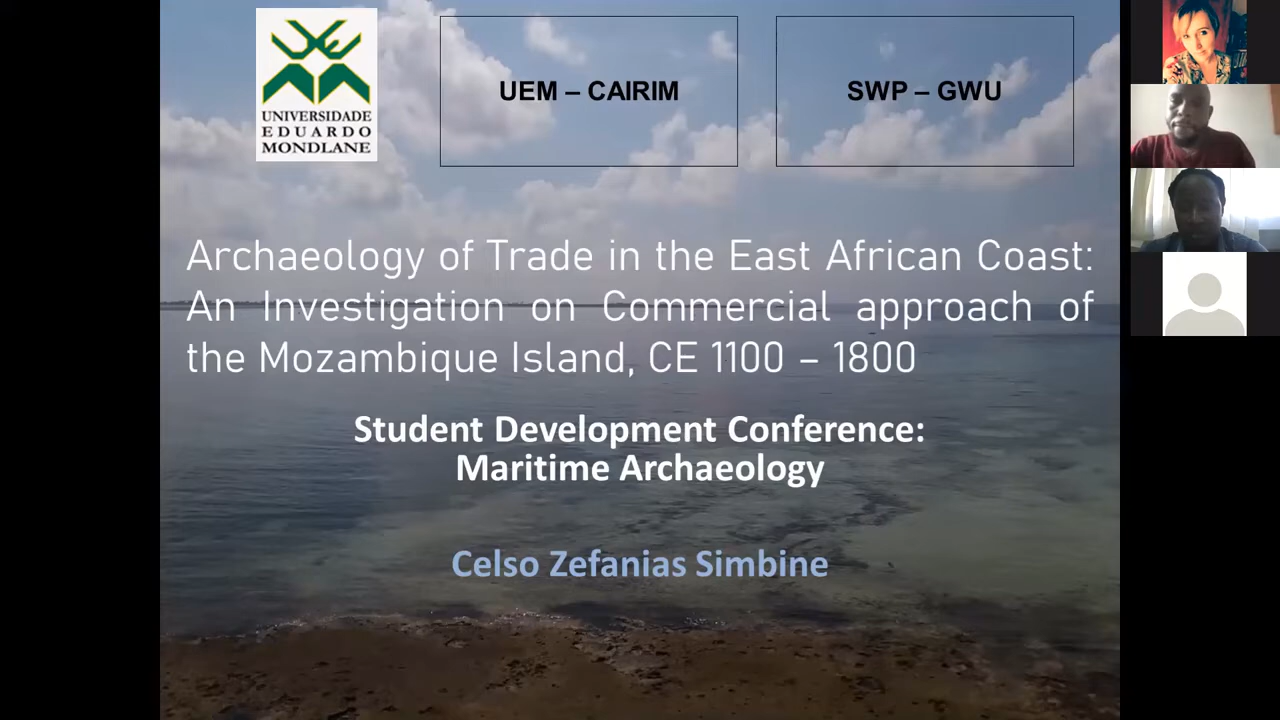 UNIVERSIDADE
EDUARDO
MONDLANE
UEM – CAIRIM
SWP – GWU
Archaeology of Trade in the East African Coast:
An Investigation on Commercial approach of
the Mozambique Island, CE 1100 – 1800
Student Development Conference:
Maritime Archaeology
Celso Zefanias Simbine